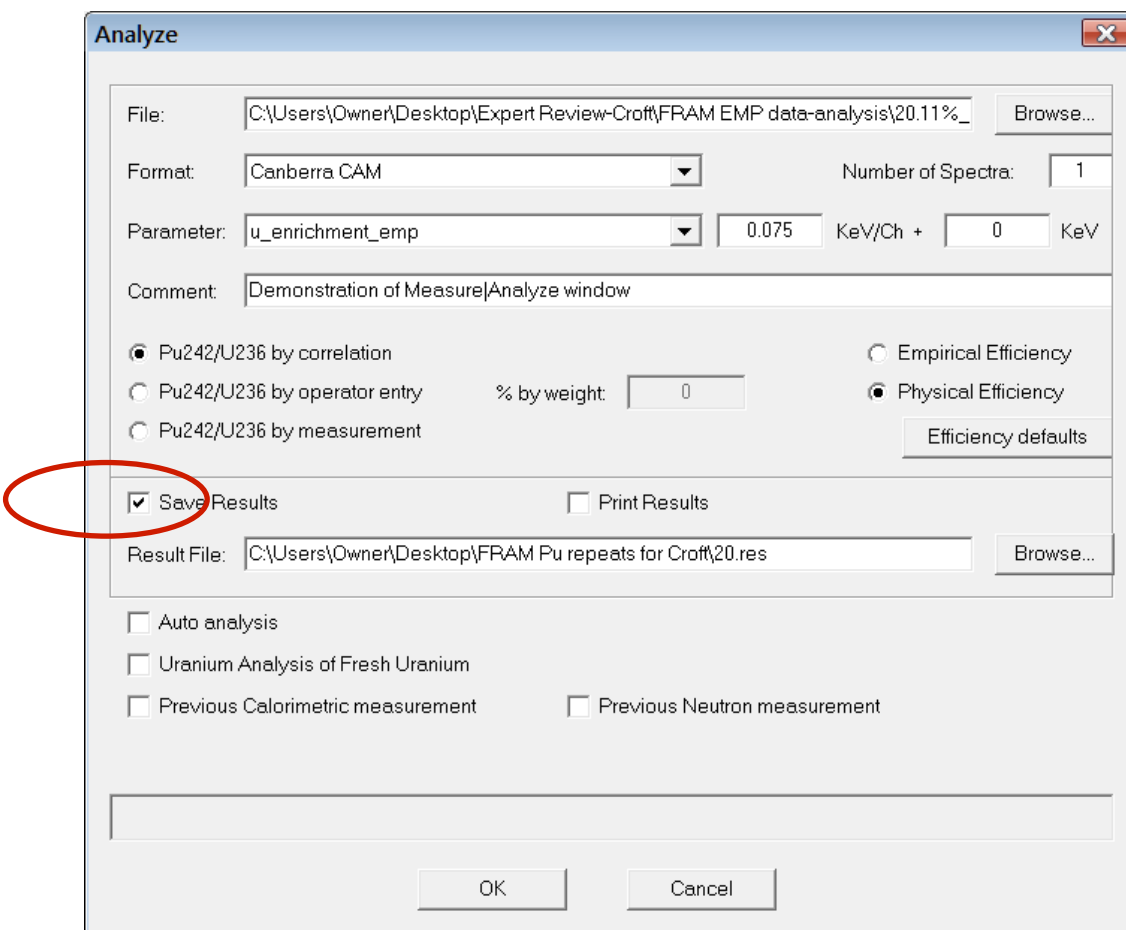 Analyze
File: C:\Users\Owner\Desktop\Expert Review-Croft\FRAM EMP data-analysis\20.11%_ Browse...
Format: Canberra CAM Number of Spectra: 1
Parameter: u_enrichment_emp 0.075 KeV/Ch + 0 KeV
Comment: Demonstration of Measure|Analyze window
Pu242/U236 by correlation Empirical Efficiency
Pu242/U236 by operator entry % by weight: 0 Physical Efficiency
Pu242/U236 by measurement Efficiency defaults
Save Results Print Results
Result File: C:\Users\Owner\Desktop\FRAM Pu repeats for Croft\20.res Browse...
Auto analysis
Uranium Analysis of Fresh Uranium
Previous Calorimetric measurement Previous Neutron measurement
OK Cancel